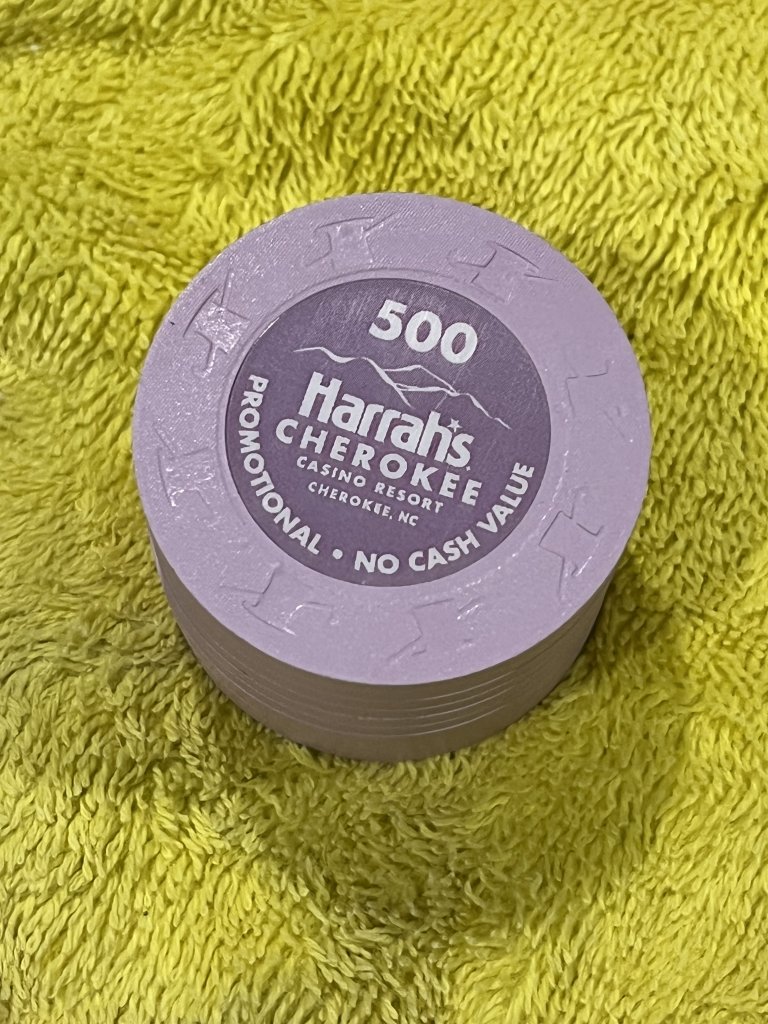 500
Harrah's
CHEROKEE
CASINO RESORT
CHEROKEE, NC
PROMOTIONAL • NO CASH VALUE